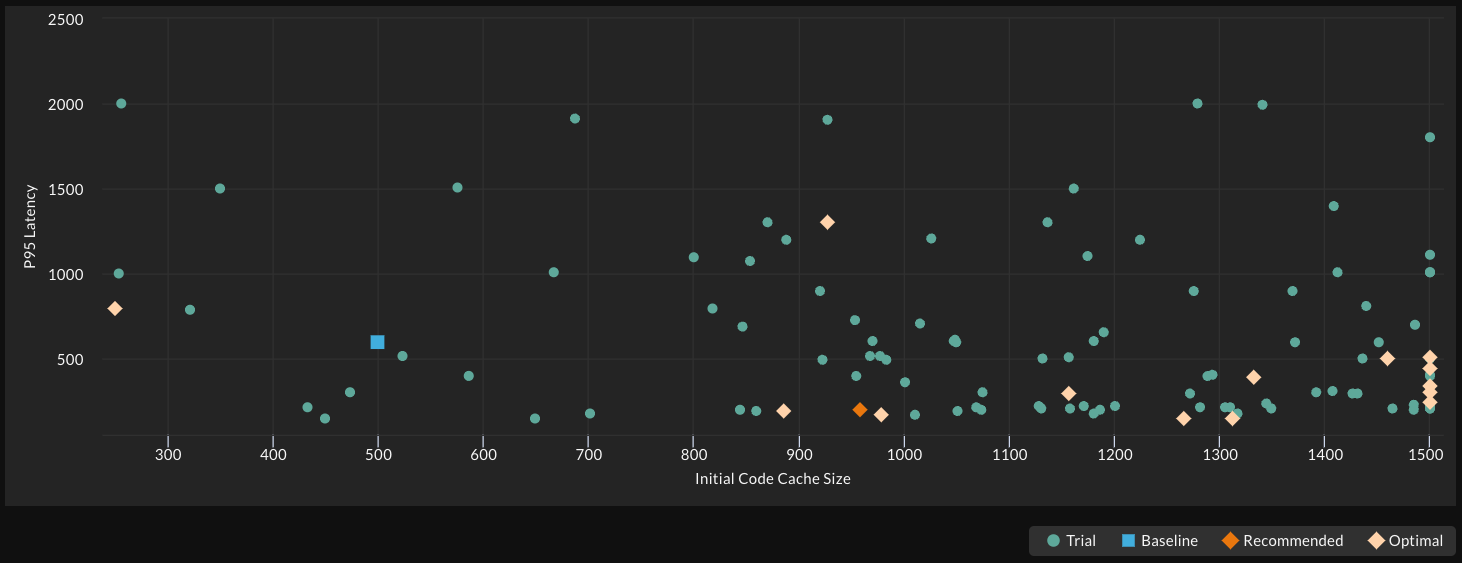 2500
2000
1500
1000
500
P95 Latency
300 400 500 600 700 800 900 1000 1100 1200 1300 1400 1500
Initial Code Cache Size
Trial Baseline Recommended Optimal